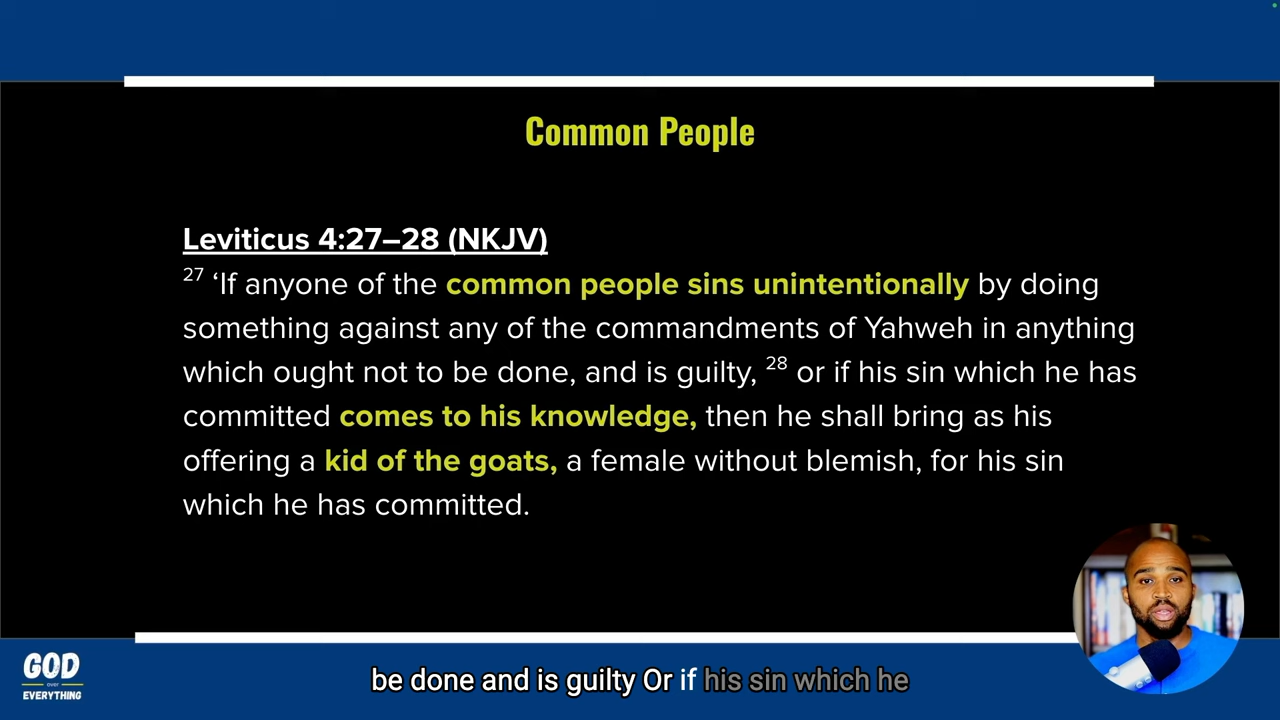 Common People
Leviticus 4:27–28 (NKJV)
27 ‘If anyone of the common people sins unintentionally by doing
something against any of the commandments of Yahweh in anything
which ought not to be done, and is guilty, 28 or if his sin which he has
committed comes to his knowledge, then he shall bring as his
offering a kid of the goats, a female without blemish, for his sin
which he has committed.
GOD
over
EVERYTHING
be done and is guilty Or if his sin which he